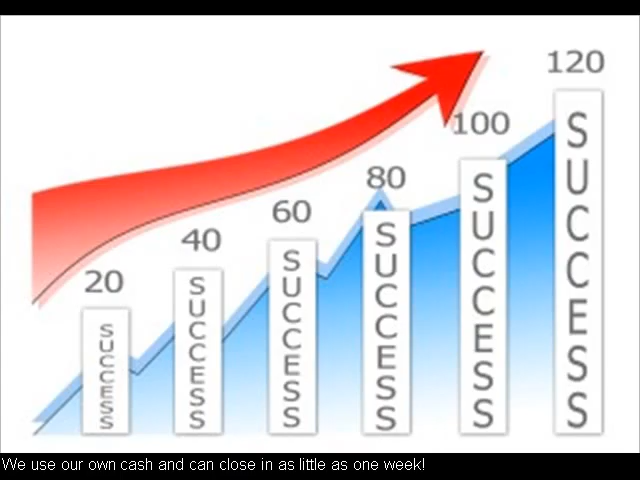 120
100
80
60
40
20
SUCCESS
SUCCESS
SUCCESS
SUCCESS
SUCCESS
SUCCESS
We use our own cash and can close in as little as one week!